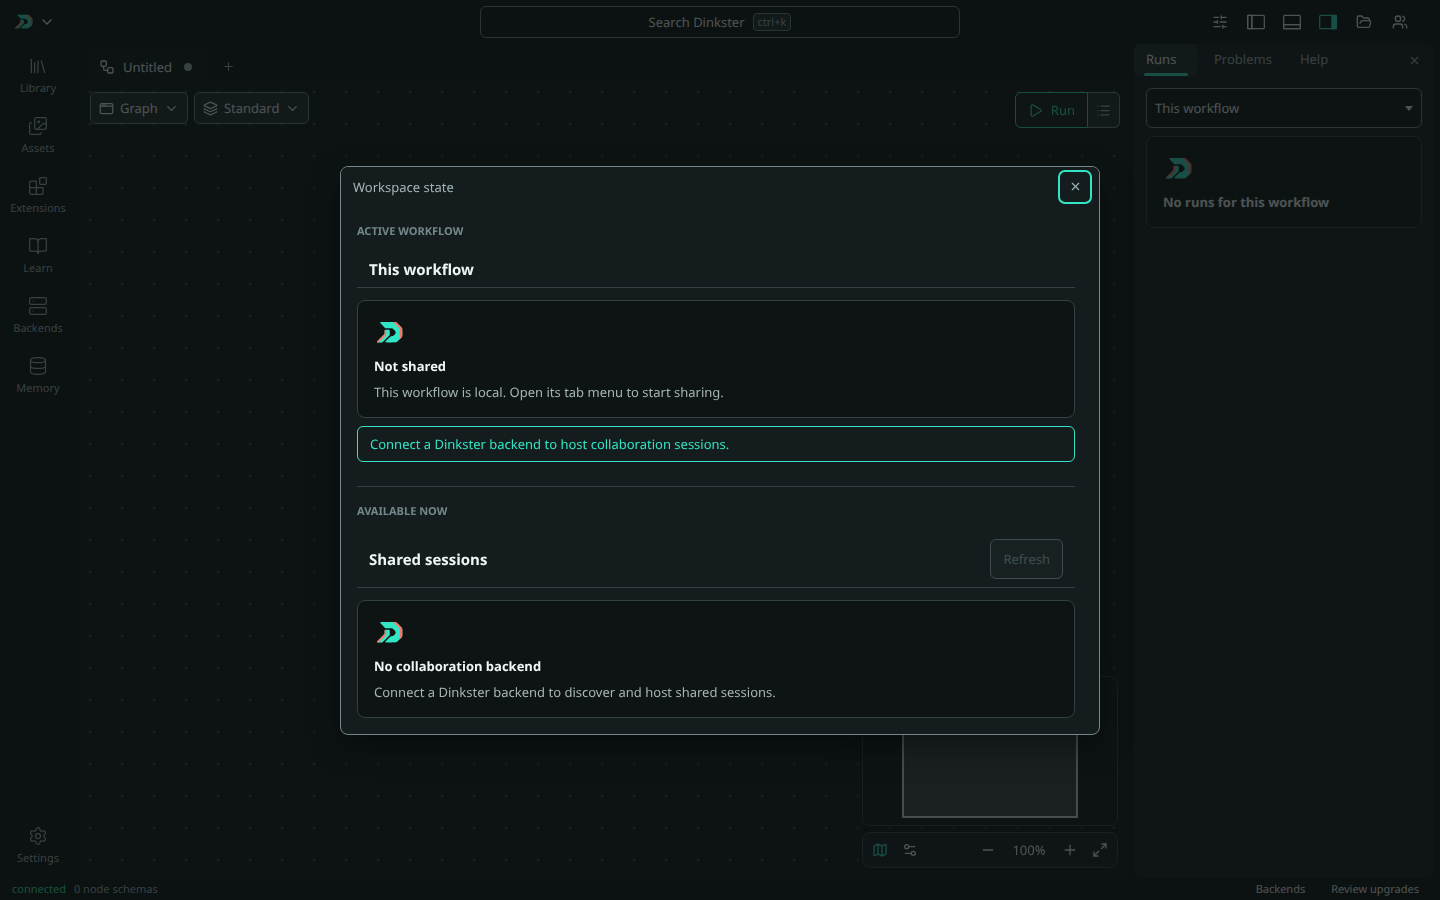 Search Dinkster ctrl+k
Library
Assets
Extensions
Learn
Backends
Memory
Settings
Untitled
Graph
Standard
Run
Runs
Problems
Help
This workflow
No runs for this workflow
Workspace state
ACTIVE WORKFLOW
This workflow
Not shared
This workflow is local. Open its tab menu to start sharing.
Connect a Dinkster backend to host collaboration sessions.
AVAILABLE NOW
Shared sessions
Refresh
No collaboration backend
Connect a Dinkster backend to discover and host shared sessions.
100%
connected 0 node schemas
Backends
Review upgrades